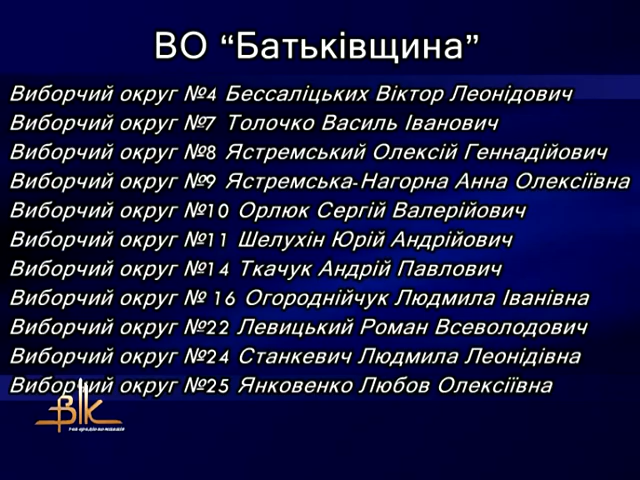 ВО “Батьківщина”
Виборчий округ №4 Бессаліцьких Віктор Леонідович
Виборчий округ №7 Толочко Василь Іванович
Виборчий округ №8 Ястремський Олексій Геннадійович
Виборчий округ №9 Ястремська-Нагорна Анна Олексіївна
Виборчий округ №10 Орлюк Сергій Валерійович
Виборчий округ №11 Шелухін Юрій Андрійович
Виборчий округ №14 Ткачук Андрій Павлович
Виборчий округ № 16 Огороднійчук Людмила Іванівна
Виборчий округ №22 Левицький Роман Всеволодович
Виборчий округ №24 Станкевич Людмила Леонідівна
Виборчий округ №25 Янковенко Любов Олексіївна
ВІК